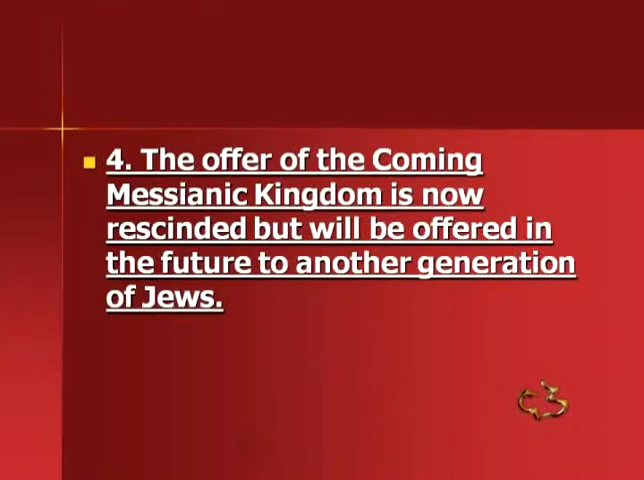 4. The offer of the Coming
Messianic Kingdom is now
rescinded but will be offered in
the future to another generation
of Jews.